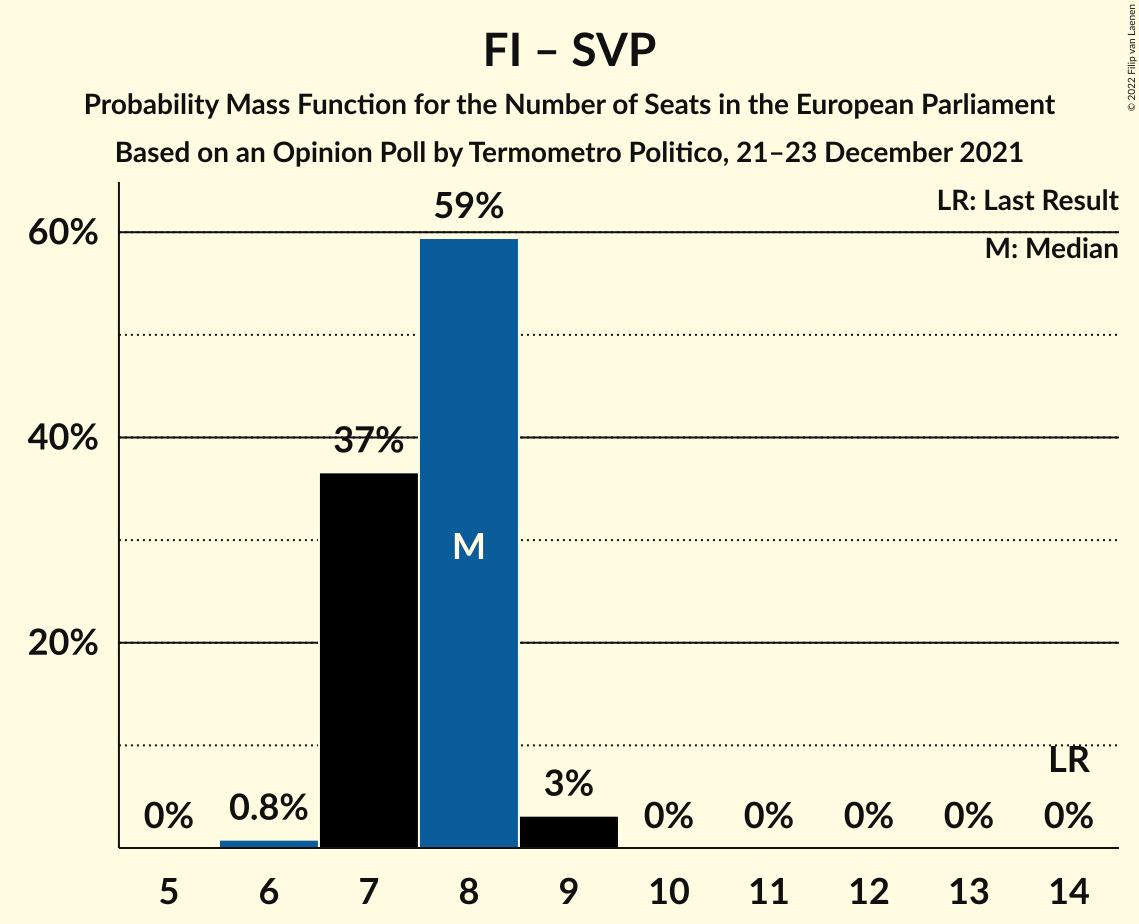 FI – SVP
Probability Mass Function for the Number of Seats in the European Parliament
Based on an Opinion Poll by Termometro Politico, 21–23 December 2021
© 2022 Filip van Laenen
LR: Last Result
M: Median
60%
40%
20%
0%
0.8%
37%
59%
M
3%
0%
0%
0%
0%
LR
0%
5 6 7 8 9 10 11 12 13 14